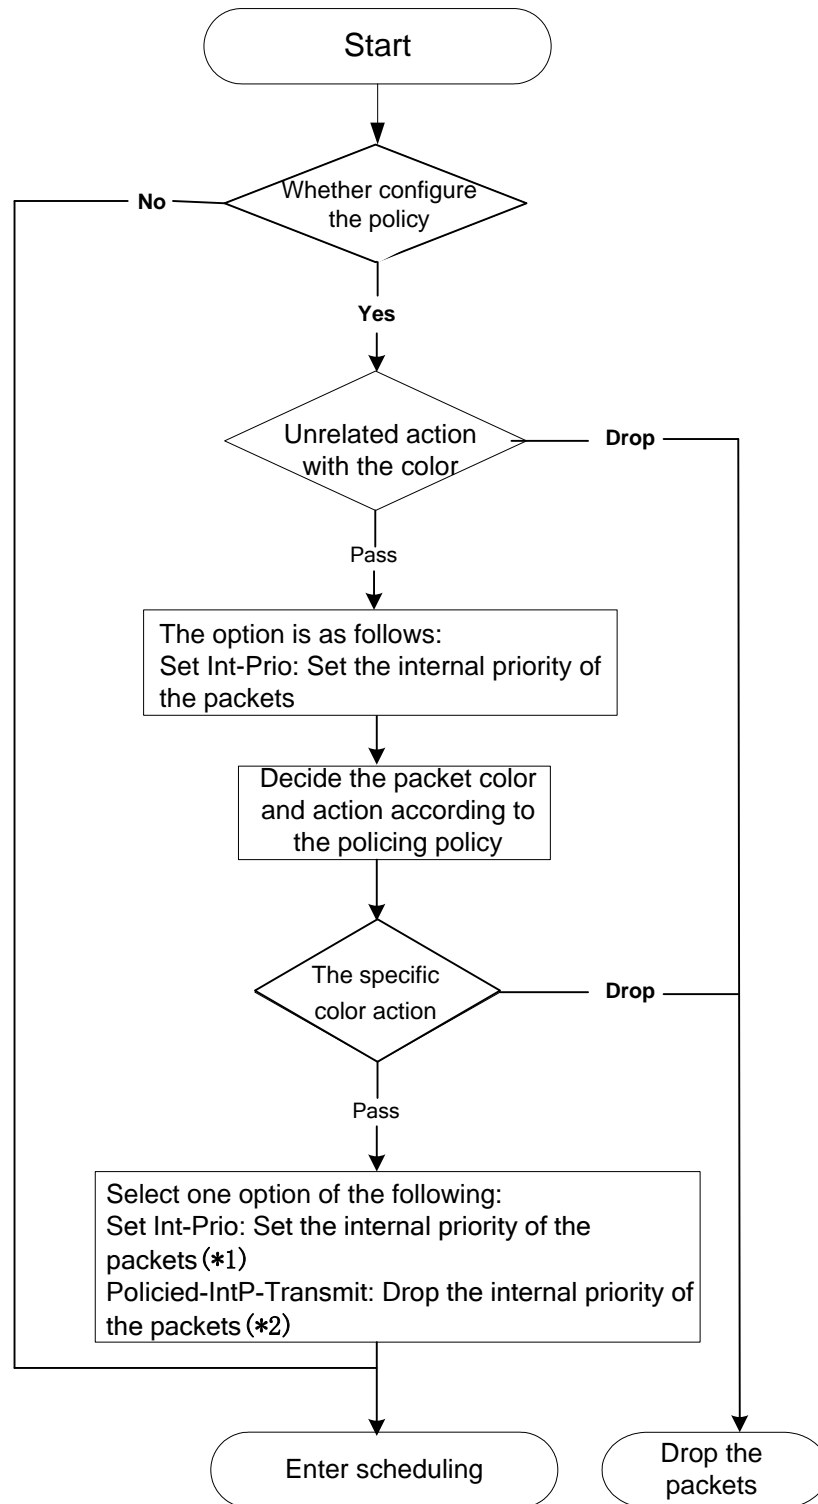 Start
Whether configure
the policy
No
Yes
Unrelated action
with the color
Drop
Pass
The option is as follows:
Set Int-Prio: Set the internal priority of
the packets
Decide the packet color
and action according to
the policing policy
The specific
color action
Drop
Pass
Select one option of the following:
Set Int-Prio: Set the internal priority of the
packets(*1)
Policied-IntP-Transmit: Drop the internal priority of
the packets(*2)
Enter scheduling
Drop the
packets